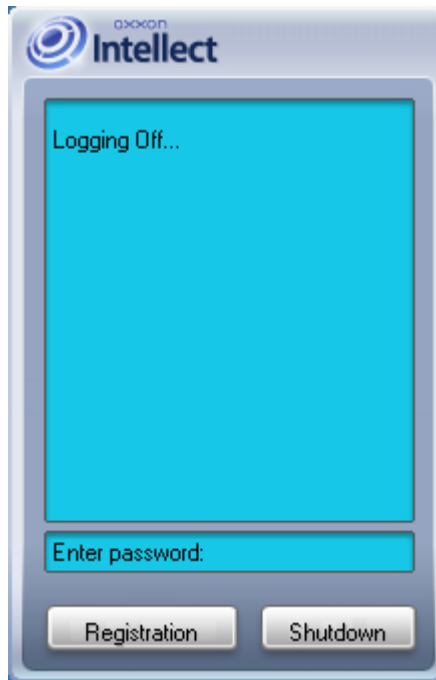 axxon
Intellect
Logging Off...
Enter password:
Registration
Shutdown